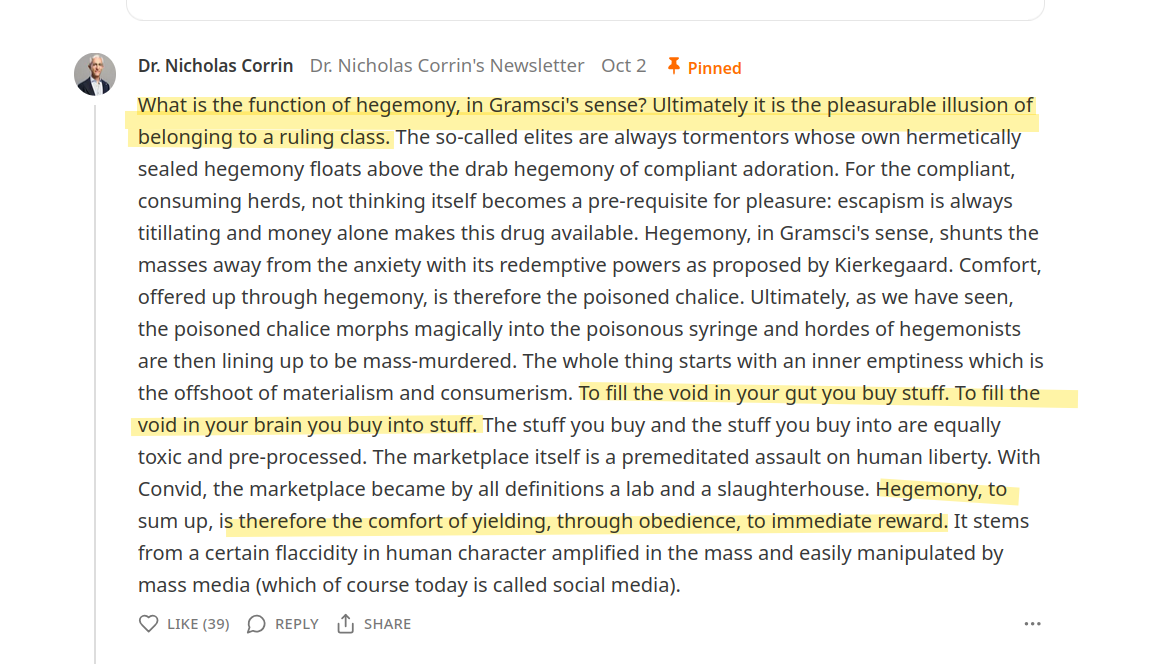 Dr. Nicholas Corrin Dr. Nicholas Corrin's Newsletter Oct 2 Pinned
What is the function of hegemony, in Gramsci's sense? Ultimately it is the pleasurable illusion of
belonging to a ruling class. The so-called elites are always tormentors whose own hermetically
sealed hegemony floats above the drab hegemony of compliant adoration. For the compliant,
consuming herds, not thinking itself becomes a pre-requisite for pleasure: escapism is always
titillating and money alone makes this drug available. Hegemony, in Gramsci's sense, shunts the
masses away from the anxiety with its redemptive powers as proposed by Kierkegaard. Comfort,
offered up through hegemony, is therefore the poisoned chalice. Ultimately, as we have seen,
the poisoned chalice morphs magically into the poisonous syringe and hordes of hegemonists
are then lining up to be mass-murdered. The whole thing starts with an inner emptiness which is
the offshoot of materialism and consumerism. To fill the void in your gut you buy stuff. To fill the
void in your brain you buy into stuff. The stuff you buy and the stuff you buy into are equally
toxic and pre-processed. The marketplace itself is a premeditated assault on human liberty. With
Convid, the marketplace became by all definitions a lab and a slaughterhouse. Hegemony, to
sum up, is therefore the comfort of yielding, through obedience, to immediate reward. It stems
from a certain flaccidity in human character amplified in the mass and easily manipulated by
mass media (which of course today is called social media).
LIKE (39) REPLY SHARE